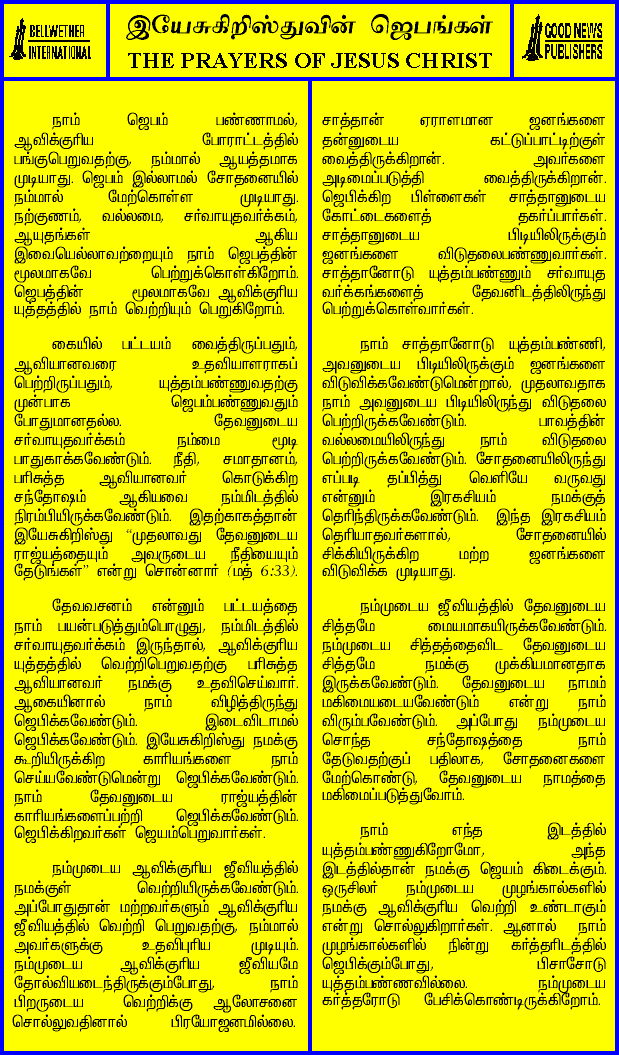 BELLWETHER
INTERNATIONAL
இயேசுகிறிஸ்துவின் ஜெபங்கள்
THE PRAYERS OF JESUS CHRIST
GOOD NEWS
PUBLISHERS
நாம் ஜெபம் பண்ணாமல்,
ஆவிக்குரிய போராட்டத்தில்
பங்குபெறுவதற்கு, நம்மால் ஆயத்தமாக
முடியாது. ஜெபம் இல்லாமல் சோதனையில்
நம்மால் மேற்கொள்ள முடியாது.
நற்குணம், வல்லமை, சர்வாயுதவர்க்கம்,
ஆயுதங்கள் ஆகிய
இவையெல்லாவற்றையும் நாம் ஜெபத்தின்
மூலமாகவே பெற்றுக்கொள்கிறோம்.
ஜெபத்தின் மூலமாகவே ஆவிக்குரிய
யுத்தத்தில் நாம் வெற்றியும் பெறுகிறோம்.
கையில் பட்டயம் வைத்திருப்பதும்,
ஆவியானவரை உதவியாளராகப்
பெற்றிருப்பதும், யுத்தம்பண்ணுவதற்கு
முன்பாக ஜெபம்பண்ணுவதும்
போதுமானதல்ல. தேவனுடைய
சர்வாயுதவர்க்கம் நம்மை மூடி
பாதுகாக்கவேண்டும். நீதி, சமாதானம்,
பரிசுத்த ஆவியானவர் கொடுக்கிற
சந்தோஷம் ஆகியவை நம்மிடத்தில்
நிரம்பியிருக்கவேண்டும். இதற்காகத்தான்
இயேசுகிறிஸ்து “முதலாவது தேவனுடைய
ராஜ்யத்தையும் அவருடைய நீதியையும்
தேடுங்கள்” என்று சொன்னார் (மத் 6:33).
தேவவசனம் என்னும் பட்டயத்தை
நாம் பயன்படுத்தும்பொழுது, நம்மிடத்தில்
சர்வாயுதவர்க்கம் இருந்தால், ஆவிக்குரிய
யுத்தத்தில் வெற்றிபெறுவதற்கு பரிசுத்த
ஆவியானவர் நமக்கு உதவிசெய்வார்.
ஆகையினால் நாம் விழித்திருந்து
ஜெபிக்கவேண்டும். இடைவிடாமல்
ஜெபிக்கவேண்டும். இயேசுகிறிஸ்து நமக்கு
கூறியிருக்கிற காரியங்களை நாம்
செய்யவேண்டுமென்று ஜெபிக்கவேண்டும்.
நாம் தேவனுடைய ராஜ்யத்தின்
காரியங்களைப்பற்றி ஜெபிக்கவேண்டும்.
ஜெபிக்கிறவர்கள் ஜெயம்பெறுவார்கள்.
நம்முடைய ஆவிக்குரிய ஜீவியத்தில்
நமக்குள் வெற்றியிருக்கவேண்டும்.
அப்போதுதான் மற்றவர்களும் ஆவிக்குரிய
ஜீவியத்தில் வெற்றி பெறுவதற்கு, நம்மால்
அவர்களுக்கு உதவிபுரிய முடியும்.
நம்முடைய ஆவிக்குரிய ஜீவியமே
தோல்வியடைந்திருக்கும்போது, நாம்
பிறருடைய வெற்றிக்கு ஆலோசனை
சொல்லுவதினால் பிரயோஜனமில்லை.
சாத்தான் ஏராளமான ஜனங்களை
தன்னுடைய கட்டுப்பாட்டிற்குள்
வைத்திருக்கிறான். அவர்களை
அடிமைப்படுத்தி வைத்திருக்கிறான்.
ஜெபிக்கிற பிள்ளைகள் சாத்தானுடைய
கோட்டைகளைத் தகர்ப்பார்கள்.
சாத்தானுடைய பிடியிலிருக்கும்
ஜனங்களை விடுதலைபண்ணுவார்கள்.
சாத்தானோடு யுத்தம்பண்ணும் சர்வாயுத
வர்க்கங்களைத் தேவனிடத்திலிருந்து
பெற்றுக்கொள்வார்கள்.
நாம் சாத்தானோடு யுத்தம்பண்ணி,
அவனுடைய பிடியிலிருக்கும் ஜனங்களை
விடுவிக்கவேண்டுமென்றால், முதலாவதாக
நாம் அவனுடைய பிடியிலிருந்து விடுதலை
பெற்றிருக்கவேண்டும். பாவத்தின்
வல்லமையிலிருந்து நாம் விடுதலை
பெற்றிருக்கவேண்டும். சோதனையிலிருந்து
எப்படி தப்பித்து வெளியே வருவது
என்னும் இரகசியம் நமக்குத்
தெரிந்திருக்கவேண்டும். இந்த இரகசியம்
தெரியாதவர்களால், சோதனையில்
சிக்கியிருக்கிற மற்ற ஜனங்களை
விடுவிக்க முடியாது.
நம்முடைய ஜீவியத்தில் தேவனுடைய
சித்தமே மையமாகயிருக்கவேண்டும்.
நம்முடைய சித்தத்தைவிட தேவனுடைய
சித்தமே நமக்கு முக்கியமானதாக
இருக்கவேண்டும். தேவனுடைய நாமம்
மகிமையடையவேண்டும் என்று நாம்
விரும்பவேண்டும். அப்போது நம்முடைய
சொந்த சந்தோஷத்தை நாம்
தேடுவதற்குப் பதிலாக, சோதனைகளை
மேற்கொண்டு, தேவனுடைய நாமத்தை
மகிமைப்படுத்துவோம்.
நாம் எந்த இடத்தில்
யுத்தம்பண்ணுகிறோமோ, அந்த
இடத்தில்தான் நமக்கு ஜெயம் கிடைக்கும்.
ஒருசிலர் நம்முடைய முழங்கால்களில்
நமக்கு ஆவிக்குரிய வெற்றி உண்டாகும்
என்று சொல்லுகிறார்கள். ஆனால் நாம்
முழங்கால்களில் நின்று கர்த்தரிடத்தில்
ஜெபிக்கும்போது, பிசாசோடு
யுத்தம்பண்ணவில்லை. நம்முடைய
கர்த்தரோடு பேசிக்கொண்டிருக்கிறோம்.